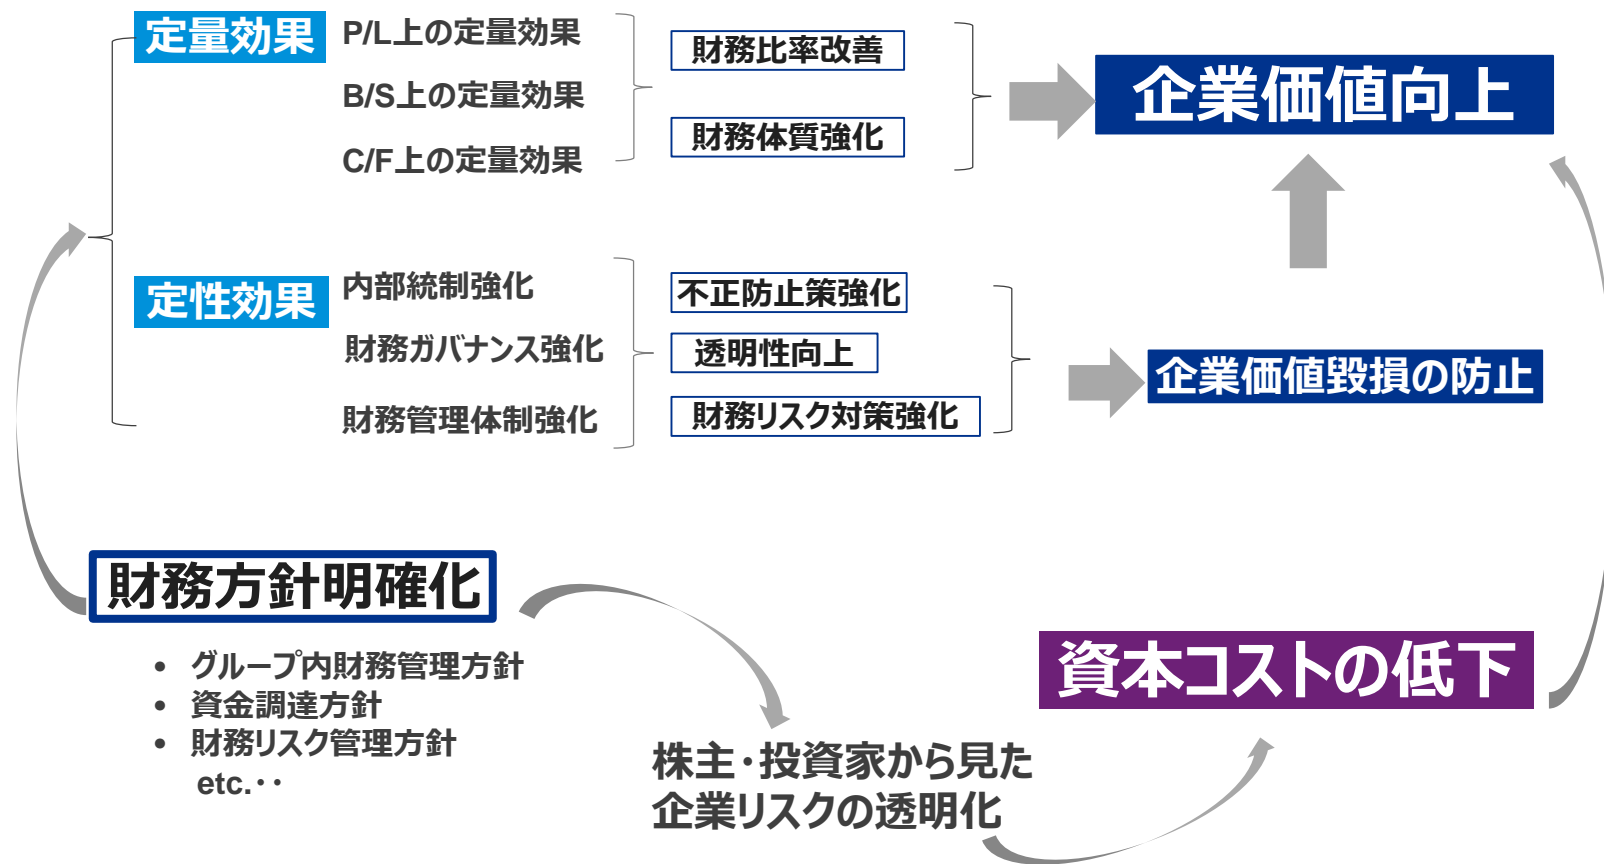 定量効果
P/L上の定量効果
B/S上の定量効果
C/F上の定量効果
財務比率改善
財務体質強化
企業価値向上
定性効果
内部統制強化
財務ガバナンス強化
財務管理体制強化
不正防止策強化
透明性向上
財務リスク対策強化
企業価値毀損の防止
財務方針明確化
• グループ内財務管理方針
• 資金調達方針
• 財務リスク管理方針
etc.・・
株主・投資家から見た
企業リスクの透明化
資本コストの低下